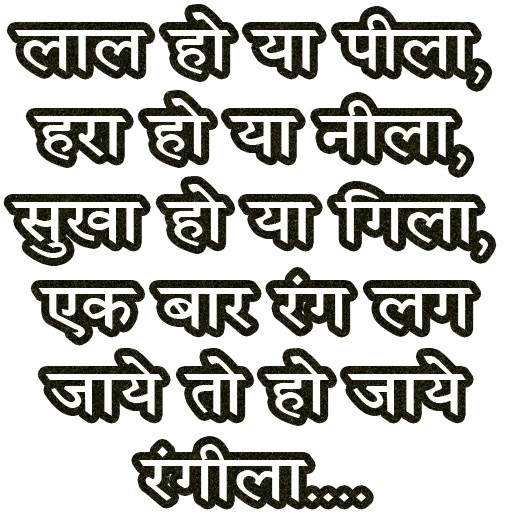 लाल हो या पीला,
हरा हो या नीला,
सुखा हो या गिला,
एक बार रंग लग
जाये तो हो जाये
रंगीला....